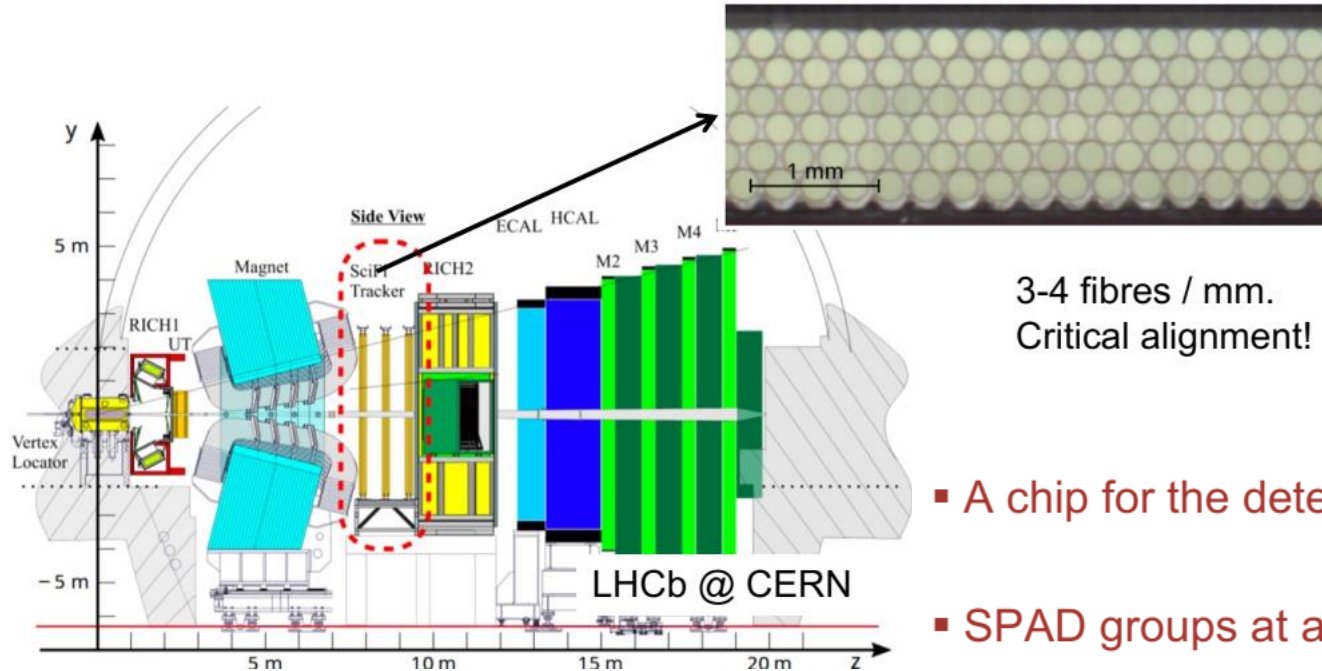 1 mm
y
Side View
ECAL
HCAL
5 m
Magnet
SciFi
Tracker
RICH2
M2
M3
M4
3-4 fibres / mm.
Critical alignment!
RICH1
UT
Vertex
Locator
▪ A chip for the dete
− 5 m
LHCb @ CERN
▪ SPAD groups at a
5 m
10 m
15 m
20 m
z